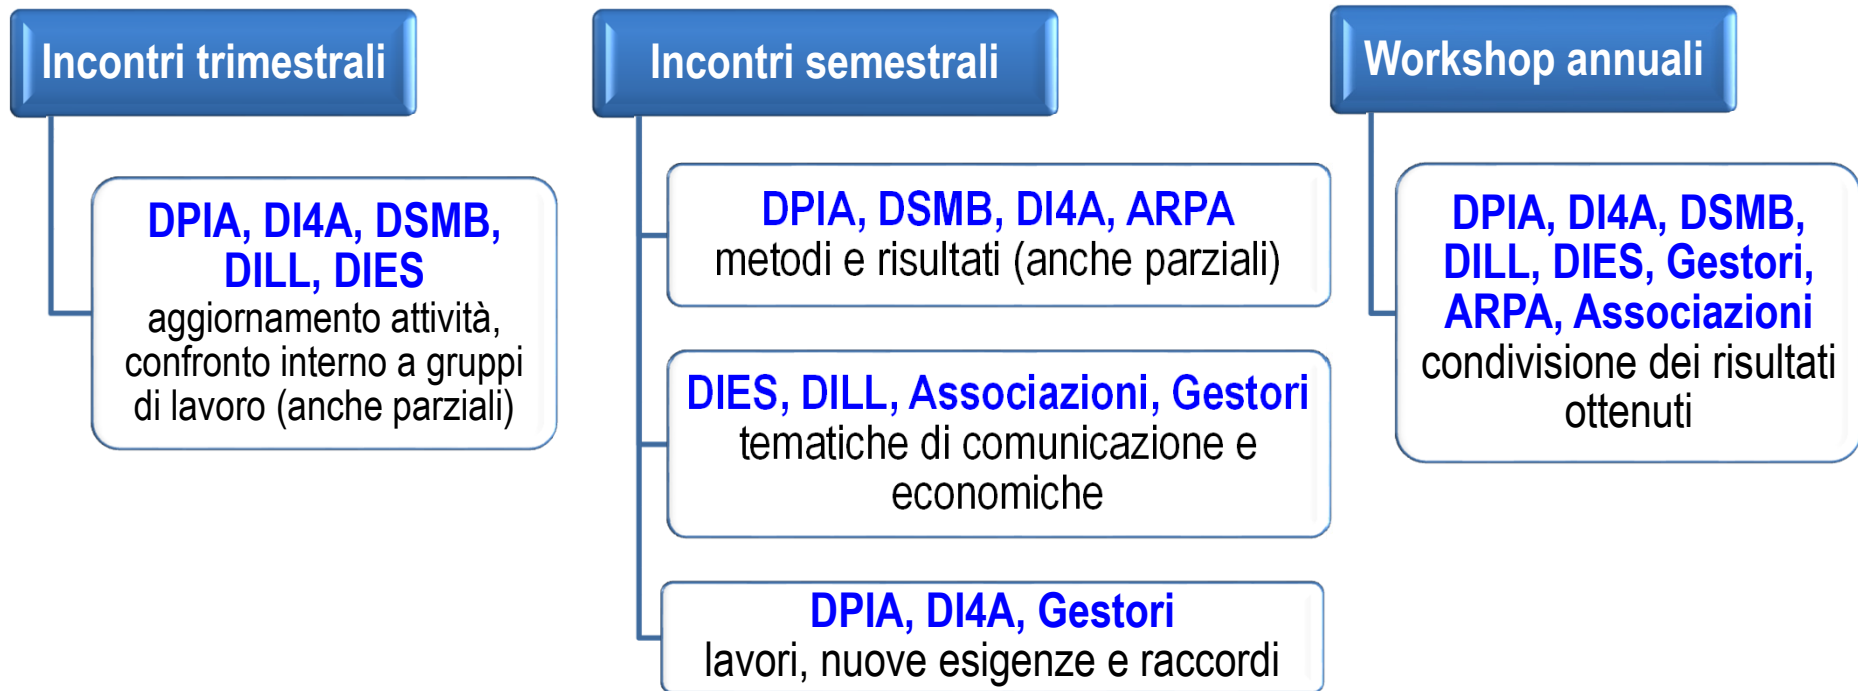 Incontri trimestrali
DPIA, DI4A, DSMB,
DILL, DIES
aggiornamento attività,
confronto interno a gruppi
di lavoro (anche parziali)
Incontri semestrali
DPIA, DSMB, DI4A, ARPA
metodi e risultati (anche parziali)
DIES, DILL, Associazioni, Gestori
tematiche di comunicazione e
economiche
DPIA, DI4A, Gestori
lavori, nuove esigenze e raccordi
Workshop annuali
DPIA, DI4A, DSMB,
DILL, DIES, Gestori,
ARPA, Associazioni
condivisione dei risultati
ottenuti